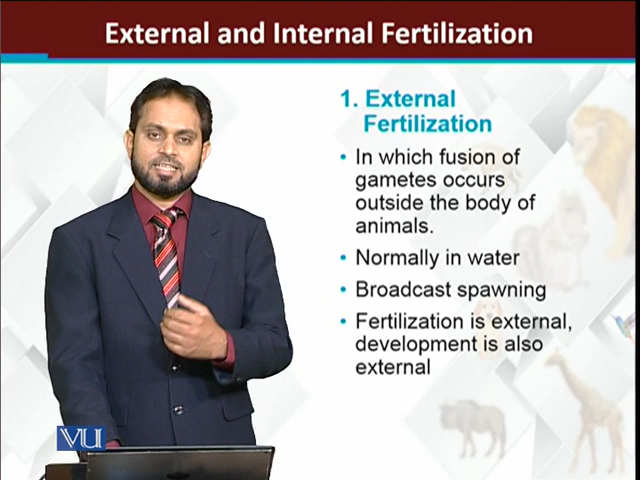 External and Internal Fertilization
1. External
Fertilization
• In which fusion of
gametes occurs
outside the body of
animals.
• Normally in water
• Broadcast spawning
• Fertilization is external,
development is also
external
VU